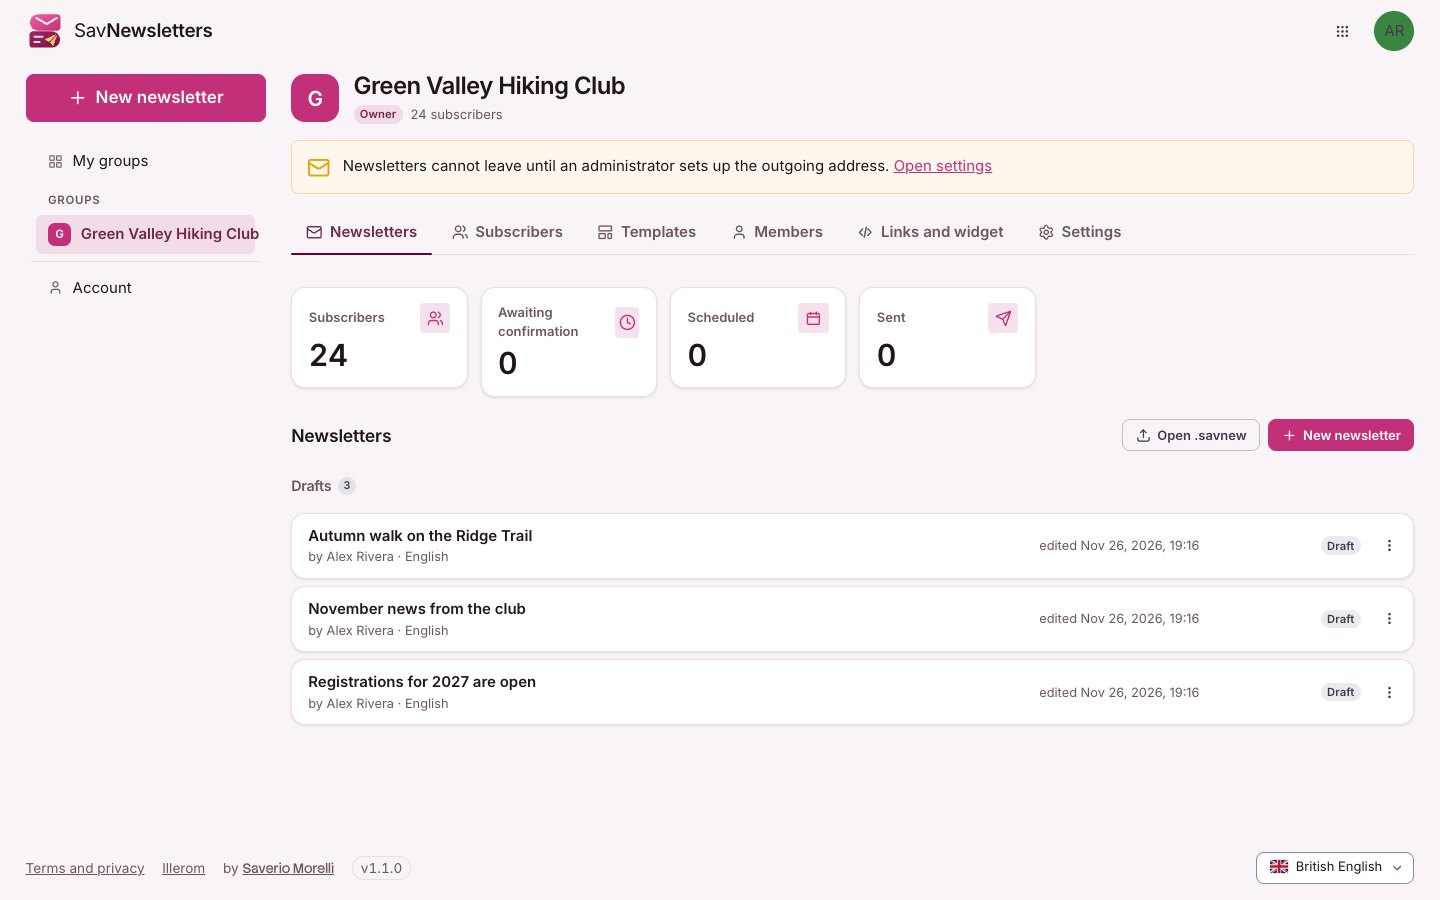 SavNewsletters
AR
New newsletter
My groups
GROUPS
G
Green Valley Hiking Club
Account
G
Green Valley Hiking Club
Owner
24 subscribers
Newsletters cannot leave until an administrator sets up the outgoing address. Open settings
Newsletters
Subscribers
Templates
Members
Links and widget
Settings
Subscribers
24
Awaiting
confirmation
0
Scheduled
0
Sent
0
Newsletters
Open .savnew
New newsletter
Drafts 3
Autumn walk on the Ridge Trail
by Alex Rivera · English
edited Nov 26, 2026, 19:16
Draft
November news from the club
by Alex Rivera · English
edited Nov 26, 2026, 19:16
Draft
Registrations for 2027 are open
by Alex Rivera · English
edited Nov 26, 2026, 19:16
Draft
Terms and privacy
Illerom
by Saverio Morelli
v1.1.0
British English